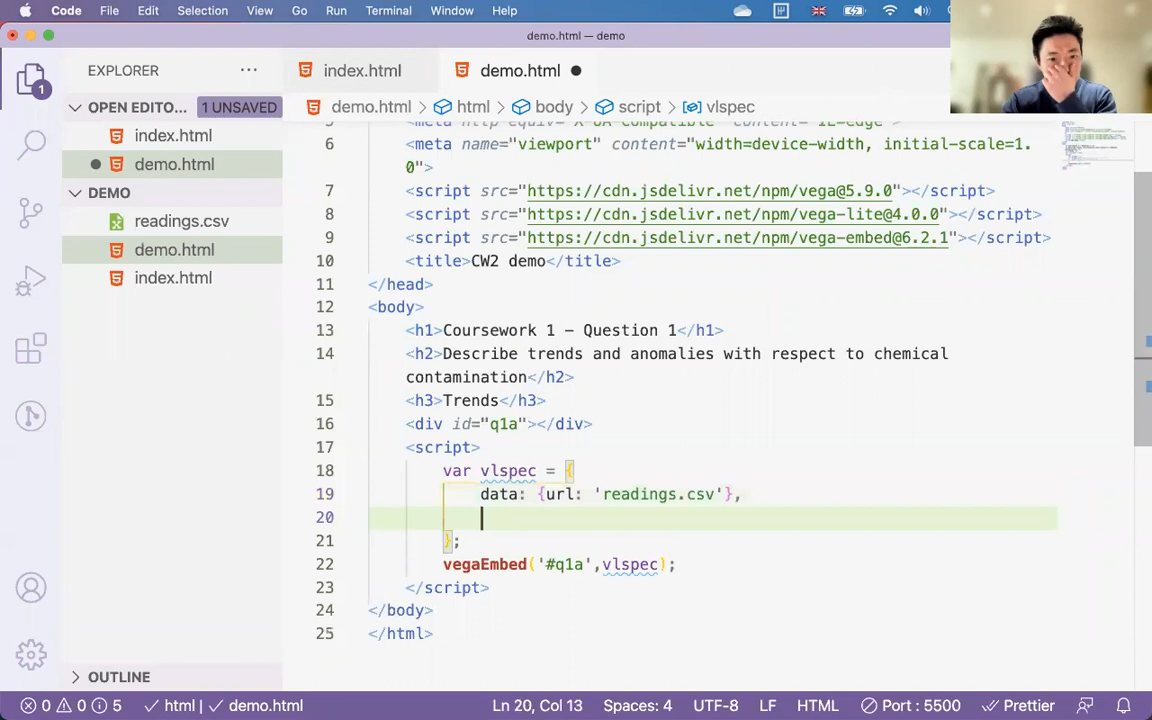 Code File Edit Selection View Go Run Terminal Window Help
demo.html — demo
EXPLORER ···
index.html
demo.html
demo.html > html > body > script > vlspec
OPEN EDITO... 1 UNSAVED
index.html
demo.html
DEMO
readings.csv
demo.html
index.html
OUTLINE
6 <meta name="viewport" content="width=device-width, initial-scale=1.
0">
7 <script src="https://cdn.jsdelivr.net/npm/vega@5.9.0"></script>
8 <script src="https://cdn.jsdelivr.net/npm/vega-lite@4.0.0"></script>
9 <script src="https://cdn.jsdelivr.net/npm/vega-embed@6.2.1"></script>
10 <title>CW2 demo</title>
11 </head>
12 <body>
13 <h1>Coursework 1 - Question 1</h1>
14 <h2>Describe trends and anomalies with respect to chemical
contamination</h2>
15 <h3>Trends</h3>
16 <div id="q1a"></div>
17 <script>
18 var vlspec = {
19 data: {url: 'readings.csv'},
20
21 };
22 vegaEmbed('#q1a',vlspec);
23 </script>
24 </body>
25 </html>
1
0 0 5 html demo.html Ln 20, Col 13 Spaces: 4 UTF-8 LF HTML Port : 5500 Prettier